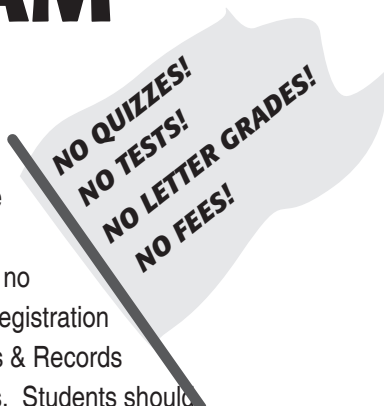 AM
NO QUIZZES!
NO TESTS!
NO LETTER GRADES!
NO FEES!
no
egistration
s & Records
s. Students should